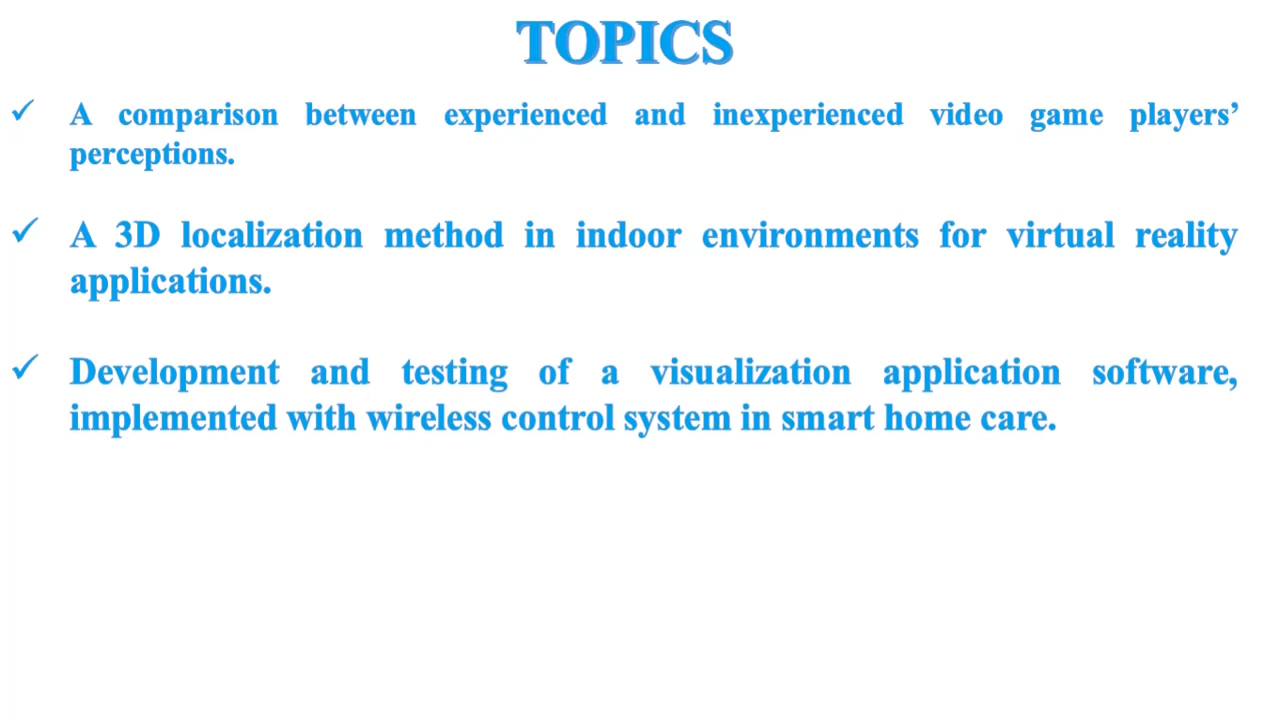 TOPICS
✓ A comparison between experienced and inexperienced video game players’
perceptions.
✓ A 3D localization method in indoor environments for virtual reality
applications.
✓ Development and testing of a visualization application software,
implemented with wireless control system in smart home care.